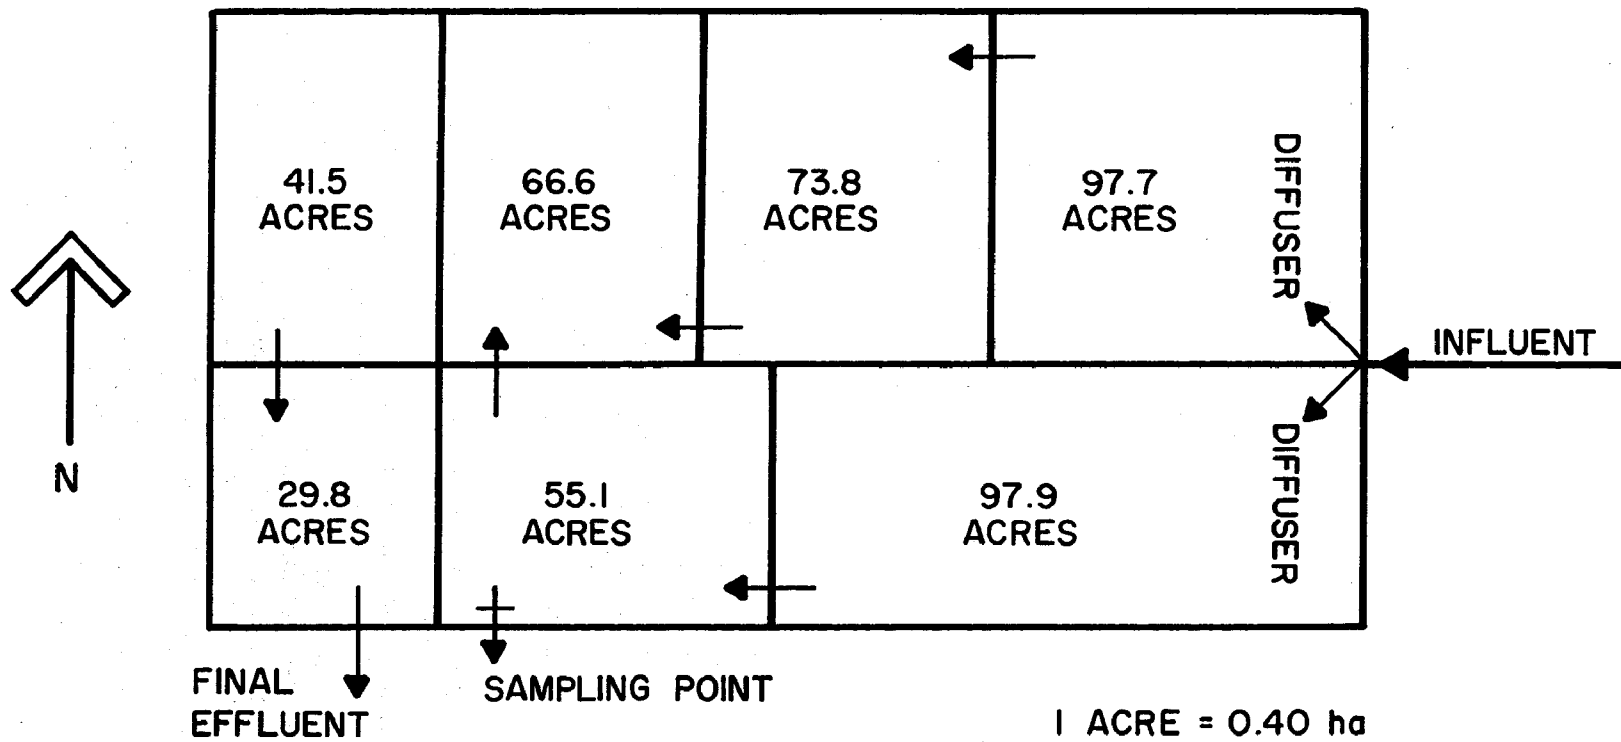 41.5
ACRES
66.6
ACRES
73.8
ACRES
97.7
ACRES
DIFFUSER
INFLUENT
N
29.8
ACRES
55.1
ACRES
97.9
ACRES
DIFFUSER
FINAL
EFFLUENT
SAMPLING POINT
1 ACRE = 0.40 ha